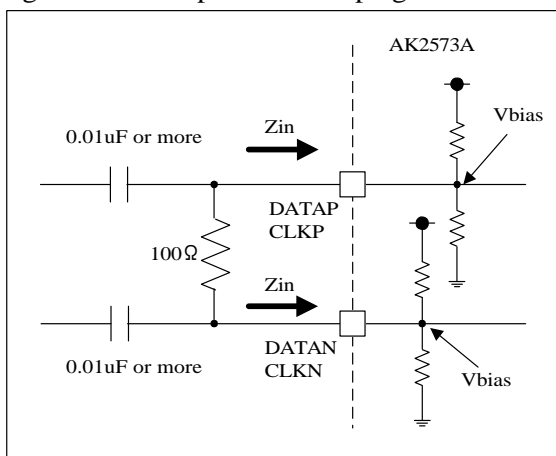 AK2573A
Vbias
0.01uF or more
Zin
DATAP
CLKP
100Ω
Zin
DATAN
CLKN
0.01uF or more
Vbias